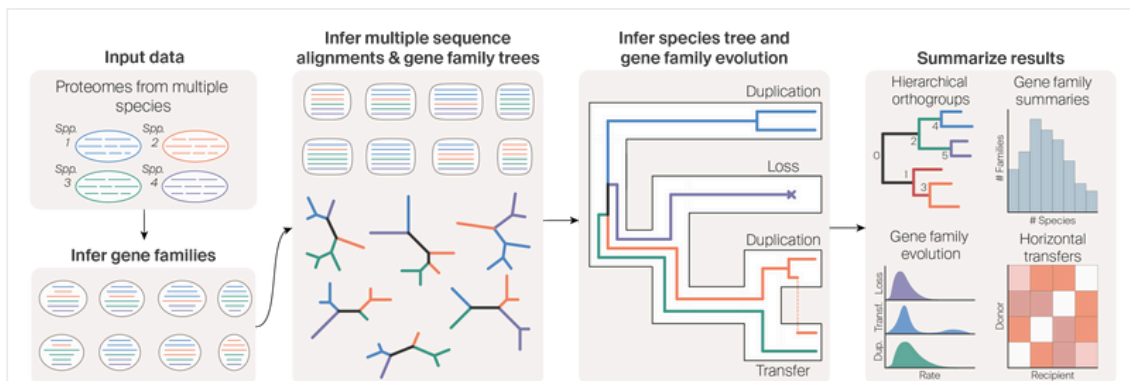 Input data
Proteomes from multiple
species
Spp.
1
Spp.
2
Spp.
3
Spp.
4
Infer gene families
Infer multiple sequence
alignments & gene family trees
Infer species tree and
gene family evolution
Duplication
Loss
Duplication
Transfer
Summarize results
Hierarchical
orthogroups
0
1
2
3
4
5
Gene family
summaries
# Families
# Species
Gene family
evolution
Loss
Transf.
Dup.
Rate
Horizontal
transfers
Donor
Recipient